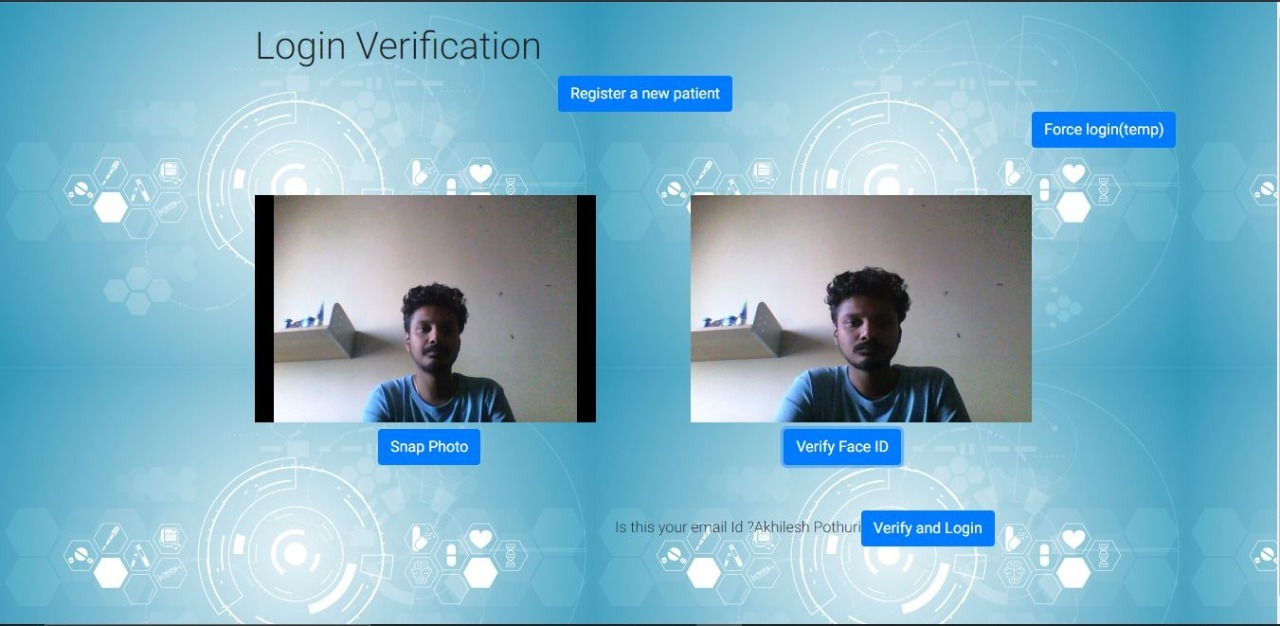 Login Verification
Register a new patient
Force login(temp)
Snap Photo
Verify Face ID
Is this your email Id ?Akhilesh Pothuri Verify and Login